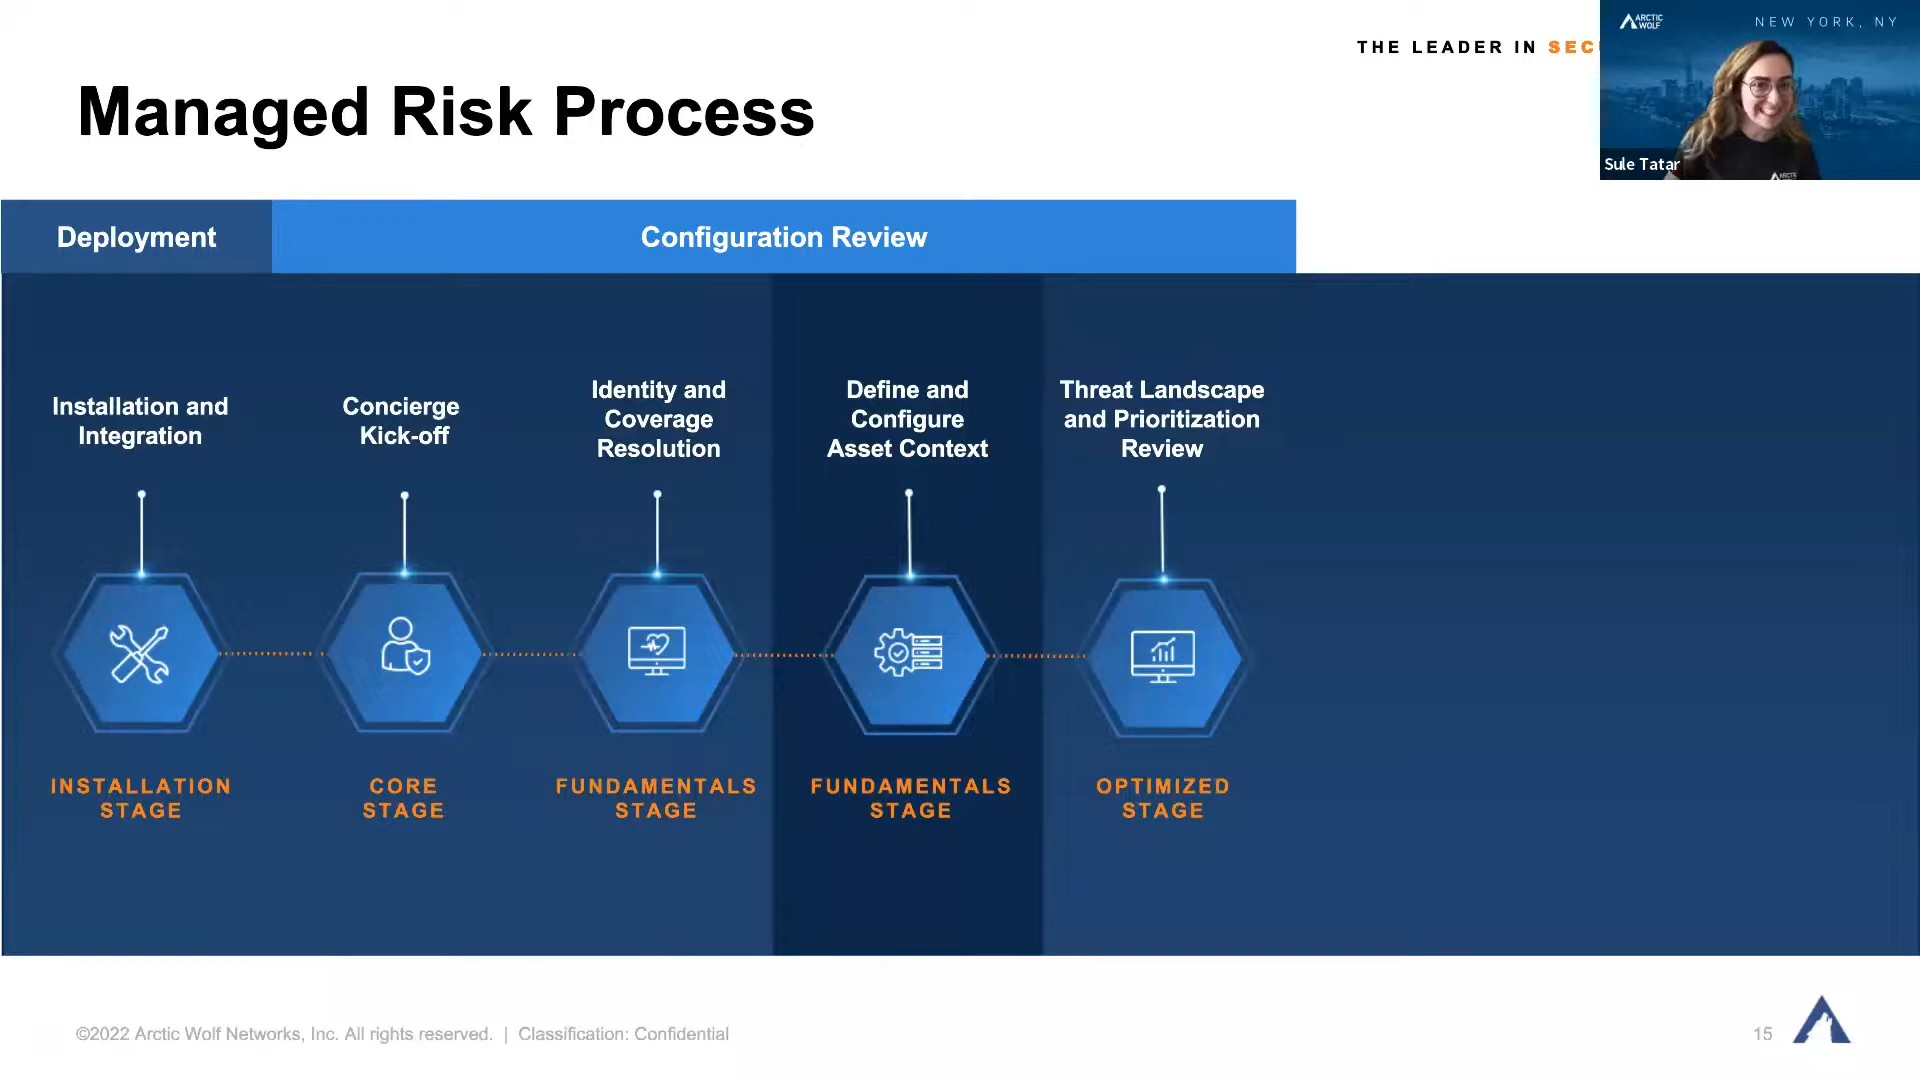 THE LEADER IN SEC
ARCTIC
WOLF
NEW YORK, NY
Sule Tatar
Managed Risk Process
Deployment
Configuration Review
Installation and
Integration
Concierge
Kick-off
Identity and
Coverage
Resolution
Define and
Configure
Asset Context
Threat Landscape
and Prioritization
Review
INSTALLATION
STAGE
CORE
STAGE
FUNDAMENTALS
STAGE
FUNDAMENTALS
STAGE
OPTIMIZED
STAGE
©2022 Arctic Wolf Networks, Inc. All rights reserved. | Classification: Confidential
15